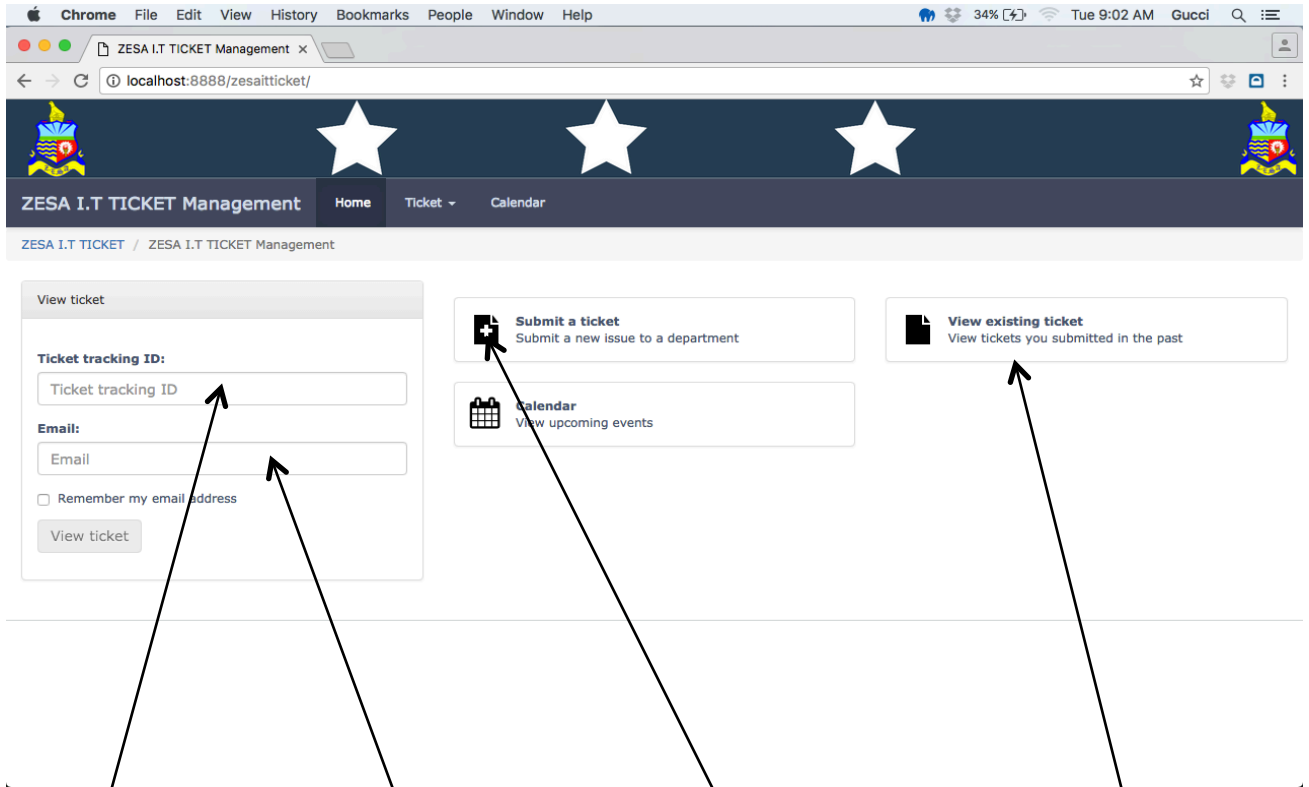 Chrome File Edit View History Bookmarks People Window Help 34% Tue 9:02 AM Gucci
ZESA I.T TICKET Management
localhost:8888/zesaitticket/
ZESA I.T TICKET Management Home Ticket Calendar
ZESA I.T TICKET / ZESA I.T TICKET Management
View ticket
Ticket tracking ID:
Ticket tracking ID
Email:
Email
Remember my email address
View ticket
Submit a ticket
Submit a new issue to a department
Calendar
View upcoming events
View existing ticket
View tickets you submitted in the past